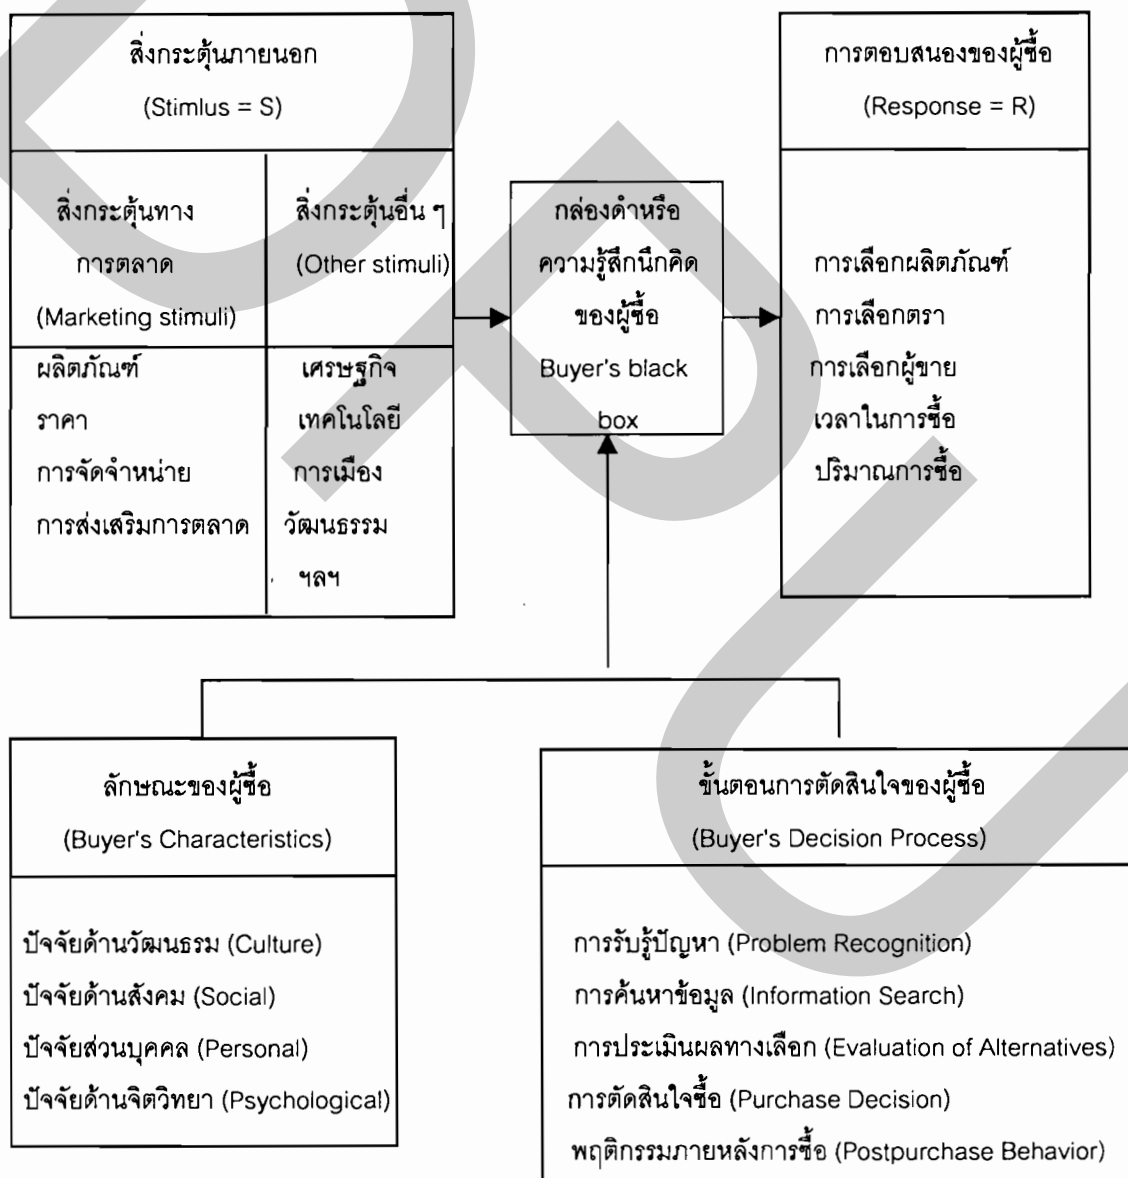 สิ่งกระตุ้นภายนอก
(Stimlus = S)
สิ่งกระตุ้นทาง
การตลาด
(Marketing stimuli)
สิ่งกระตุ้นอื่น ๆ
(Other stimuli)
ผลิตภัณฑ์
ราคา
การจัดจำหน่าย
การส่งเสริมการตลาด
เศรษฐกิจ
เทคโนโลยี
การเมือง
วัฒนธรรม
ฯลฯ
กล่องดำหรือ
ความรู้สึกนึกคิด
ของผู้ซื้อ
Buyer's black
box
การตอบสนองของผู้ซื้อ
(Response = R)
การเลือกผลิตภัณฑ์
การเลือกตรา
การเลือกผู้ขาย
เวลาในการซื้อ
ปริมาณการซื้อ
ลักษณะของผู้ซื้อ
(Buyer's Characteristics)
ปัจจัยด้านวัฒนธรรม (Culture)
ปัจจัยด้านสังคม (Social)
ปัจจัยส่วนบุคคล (Personal)
ปัจจัยด้านจิตวิทยา (Psychological)
ขั้นตอนการตัดสินใจของผู้ซื้อ
(Buyer's Decision Process)
การรับรู้ปัญหา (Problem Recognition)
การค้นหาข้อมูล (Information Search)
การประเมินผลทางเลือก (Evaluation of Alternatives)
การตัดสินใจซื้อ (Purchase Decision)
พฤติกรรมภายหลังการซื้อ (Postpurchase Behavior)